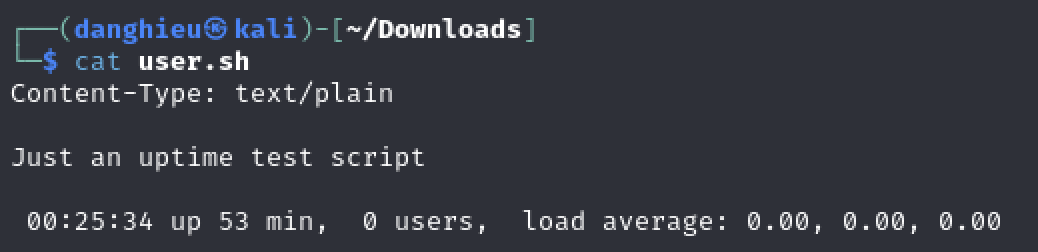 ┌──(danghieu㉿kali)-[~/Downloads]
└─$ cat user.sh
Content-Type: text/plain

Just an uptime test script

 00:25:34 up 53 min,  0 users,  load average: 0.00, 0.00, 0.00